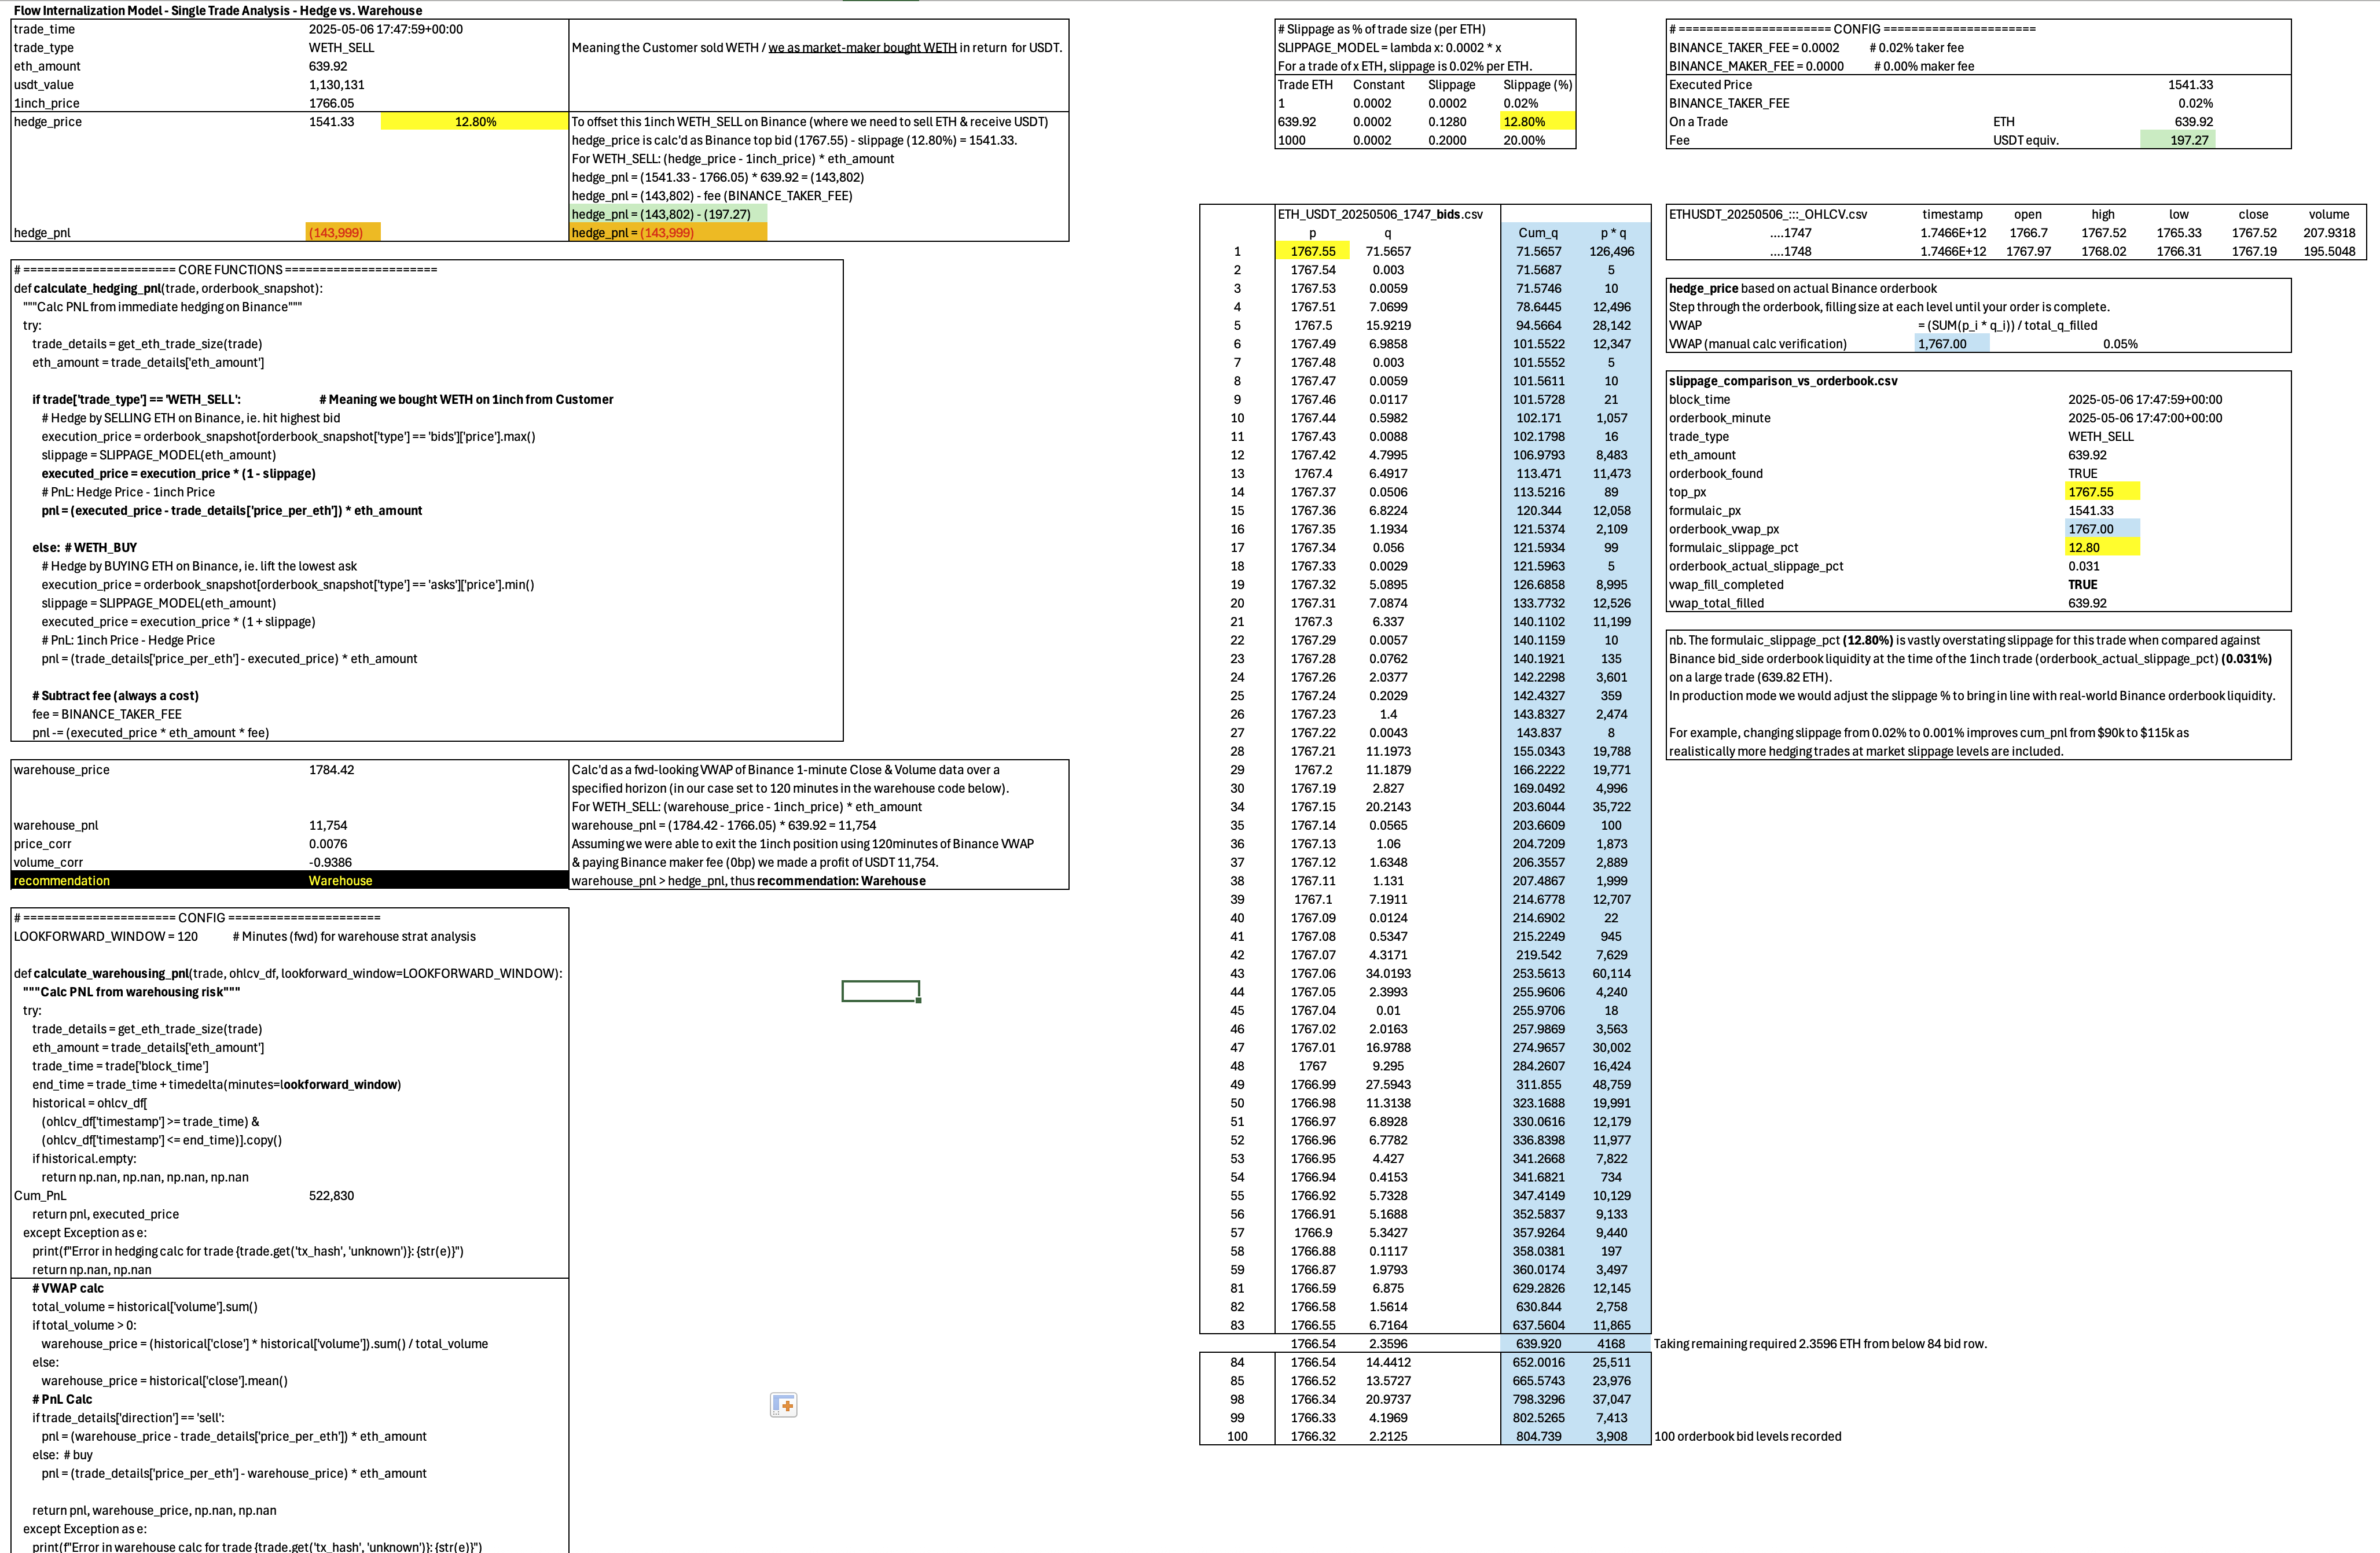 Flow Internalization Model - Single Trade Analysis - Hedge vs. Warehouse
trade_time 2025-05-06 17:47:59+00:00
trade_type WETH_SELL Meaning the Customer sold WETH / we as market-maker bought WETH in return for USDT.
eth_amount 639.92
usdt_value 1,130,131
1inch_price 1766.05
hedge_price 1541.33 12.80% To offset this 1inch WETH_SELL on Binance (where we need to sell ETH & receive USDT)
hedge_price is calc'd as Binance top bid (1767.55) - slippage (12.80%) = 1541.33.
For WETH_SELL: (hedge_price - 1inch_price) * eth_amount
hedge_pnl = (1541.33 - 1766.05) * 639.92 = (143,802)
hedge_pnl = (143,802) - fee (BINANCE_TAKER_FEE)
hedge_pnl = (143,802) - (197.27)
hedge_pnl (143,999) hedge_pnl = (143,999)
# ====================== CORE FUNCTIONS ======================
def calculate_hedging_pnl(trade, orderbook_snapshot):
"""Calc PNL from immediate hedging on Binance"""
try:
trade_details = get_eth_trade_size(trade)
eth_amount = trade_details['eth_amount']
if trade['trade_type'] == 'WETH_SELL': # Meaning we bought WETH on 1inch from Customer
# Hedge by SELLING ETH on Binance, ie. hit highest bid
execution_price = orderbook_snapshot[orderbook_snapshot['type'] == 'bids']['price'].max()
slippage = SLIPPAGE_MODEL(eth_amount)
executed_price = execution_price * (1 - slippage)
# PnL: Hedge Price - 1inch Price
pnl = (executed_price - trade_details['price_per_eth']) * eth_amount
else: # WETH_BUY
# Hedge by BUYING ETH on Binance, ie. lift the lowest ask
execution_price = orderbook_snapshot[orderbook_snapshot['type'] == 'asks']['price'].min()
slippage = SLIPPAGE_MODEL(eth_amount)
executed_price = execution_price * (1 + slippage)
# PnL: 1inch Price - Hedge Price
pnl = (trade_details['price_per_eth'] - executed_price) * eth_amount
# Subtract fee (always a cost)
fee = BINANCE_TAKER_FEE
pnl -= (executed_price * eth_amount * fee)
warehouse_price 1784.42 Calc'd as a fwd-looking VWAP of Binance 1-minute Close & Volume data over a
specified horizon (in our case set to 120 minutes in the warehouse code below).
For WETH_SELL: (warehouse_price - 1inch_price) * eth_amount
warehouse_pnl 11,754 warehouse_pnl = (1784.42 - 1766.05) * 639.92 = 11,754
price_corr 0.0076 Assuming we were able to exit the 1inch position using 120minutes of Binance VWAP
volume_corr -0.9386 & paying Binance maker fee (0bp) we made a profit of USDT 11,754.
recommendation Warehouse warehouse_pnl > hedge_pnl, thus recommendation: Warehouse
# ====================== CONFIG ======================
LOOKFORWARD_WINDOW = 120 # Minutes (fwd) for warehouse strat analysis
def calculate_warehousing_pnl(trade, ohlcv_df, lookforward_window=LOOKFORWARD_WINDOW):
"""Calc PNL from warehousing risk"""
try:
trade_details = get_eth_trade_size(trade)
eth_amount = trade_details['eth_amount']
trade_time = trade['block_time']
end_time = trade_time + timedelta(minutes=lookforward_window)
historical = ohlcv_df[
(ohlcv_df['timestamp'] >= trade_time) &
(ohlcv_df['timestamp'] <= end_time)].copy()
if historical.empty:
return np.nan, np.nan, np.nan, np.nan
Cum_PnL 522,830
return pnl, executed_price
except Exception as e:
print(f"Error in hedging calc for trade {trade.get('tx_hash', 'unknown')}: {str(e)}")
return np.nan, np.nan
# VWAP calc
total_volume = historical['volume'].sum()
if total_volume > 0:
warehouse_price = (historical['close'] * historical['volume']).sum() / total_volume
else:
warehouse_price = historical['close'].mean()
# PnL Calc
if trade_details['direction'] == 'sell':
pnl = (warehouse_price - trade_details['price_per_eth']) * eth_amount
else: # buy
pnl = (trade_details['price_per_eth'] - warehouse_price) * eth_amount
return pnl, warehouse_price, np.nan, np.nan
except Exception as e:
print(f"Error in warehouse calc for trade {trade.get('tx_hash', 'unknown')}: {str(e)}")
# Slippage as % of trade size (per ETH)
SLIPPAGE_MODEL = lambda x: 0.0002 * x
For a trade of x ETH, slippage is 0.02% per ETH.
Trade ETH Constant Slippage Slippage (%)
1 0.0002 0.0002 0.02%
639.92 0.0002 0.1280 12.80%
1000 0.0002 0.2000 20.00%
ETH_USDT_20250506_1747_bids.csv
p q Cum_q p * q
1 1767.55 71.5657 71.5657 126,496
2 1767.54 0.003 71.5687 5
3 1767.53 0.0059 71.5746 10
4 1767.51 7.0699 78.6445 12,496
5 1767.5 15.9219 94.5664 28,142
6 1767.49 6.9858 101.5522 12,347
7 1767.48 0.003 101.5552 5
8 1767.47 0.0059 101.5611 10
9 1767.46 0.0117 101.5728 21
10 1767.44 0.5982 102.171 1,057
11 1767.43 0.0088 102.1798 16
12 1767.42 4.7995 106.9793 8,483
13 1767.4 6.4917 113.471 11,473
14 1767.37 0.0506 113.5216 89
15 1767.36 6.8224 120.344 12,058
16 1767.35 1.1934 121.5374 2,109
17 1767.34 0.056 121.5934 99
18 1767.33 0.0029 121.5963 5
19 1767.32 5.0895 126.6858 8,995
20 1767.31 7.0874 133.7732 12,526
21 1767.3 6.337 140.1102 11,199
22 1767.29 0.0057 140.1159 10
23 1767.28 0.0762 140.1921 135
24 1767.26 2.0377 142.2298 3,601
25 1767.24 0.2029 142.4327 359
26 1767.23 1.4 143.8327 2,474
27 1767.22 0.0043 143.837 8
28 1767.21 11.1973 155.0343 19,788
29 1767.2 11.1879 166.2222 19,771
30 1767.19 2.827 169.0492 4,996
34 1767.15 20.2143 203.6044 35,722
35 1767.14 0.0565 203.6609 100
36 1767.13 1.06 204.7209 1,873
37 1767.12 1.6348 206.3557 2,889
38 1767.11 1.131 207.4867 1,999
39 1767.1 7.1911 214.6778 12,707
40 1767.09 0.0124 214.6902 22
41 1767.08 0.5347 215.2249 945
42 1767.07 4.3171 219.542 7,629
43 1767.06 34.0193 253.5613 60,114
44 1767.05 2.3993 255.9606 4,240
45 1767.04 0.01 255.9706 18
46 1767.02 2.0163 257.9869 3,563
47 1767.01 16.9788 274.9657 30,002
48 1767 9.295 284.2607 16,424
49 1766.99 27.5943 311.855 48,759
50 1766.98 11.3138 323.1688 19,991
51 1766.97 6.8928 330.0616 12,179
52 1766.96 6.7782 336.8398 11,977
53 1766.95 4.427 341.2668 7,822
54 1766.94 0.4153 341.6821 734
55 1766.92 5.7328 347.4149 10,129
56 1766.91 5.1688 352.5837 9,133
57 1766.9 5.3427 357.9264 9,440
58 1766.88 0.1117 358.0381 197
59 1766.87 1.9793 360.0174 3,497
81 1766.59 6.875 629.2826 12,145
82 1766.58 1.5614 630.844 2,758
83 1766.55 6.7164 637.5604 11,865
1766.54 2.3596 639.920 4168 Taking remaining required 2.3596 ETH from below 84 bid row.
84 1766.54 14.4412 652.0016 25,511
85 1766.52 13.5727 665.5743 23,976
98 1766.34 20.9737 798.3296 37,047
99 1766.33 4.1969 802.5265 7,413
100 1766.32 2.2125 804.739 3,908 100 orderbook bid levels recorded
# ====================== CONFIG ======================
BINANCE_TAKER_FEE = 0.0002 # 0.02% taker fee
BINANCE_MAKER_FEE = 0.0000 # 0.00% maker fee
Executed Price 1541.33
BINANCE_TAKER_FEE 0.02%
On a Trade ETH 639.92
Fee USDT equiv. 197.27
ETHUSDT_20250506_:::_OHLCV.csv timestamp open high low close volume
....1747 1.7466E+12 1766.7 1767.52 1765.33 1767.52 207.9318
....1748 1.7466E+12 1767.97 1768.02 1766.31 1767.19 195.5048
hedge_price based on actual Binance orderbook
Step through the orderbook, filling size at each level until your order is complete.
VWAP = (SUM(p_i * q_i)) / total_q_filled
VWAP (manual calc verification) 1,767.00 0.05%
slippage_comparison_vs_orderbook.csv
block_time 2025-05-06 17:47:59+00:00
orderbook_minute 2025-05-06 17:47:00+00:00
trade_type WETH_SELL
eth_amount 639.92
orderbook_found TRUE
top_px 1767.55
formulaic_px 1541.33
orderbook_vwap_px 1767.00
formulaic_slippage_pct 12.80
orderbook_actual_slippage_pct 0.031
vwap_fill_completed TRUE
vwap_total_filled 639.92
nb. The formulaic_slippage_pct (12.80%) is vastly overstating slippage for this trade when compared against
Binance bid_side orderbook liquidity at the time of the 1inch trade (orderbook_actual_slippage_pct) (0.031%)
on a large trade (639.82 ETH).
In production mode we would adjust the slippage % to bring in line with real-world Binance orderbook liquidity.
For example, changing slippage from 0.02% to 0.001% improves cum_pnl from $90k to $115k as
realistically more hedging trades at market slippage levels are included.